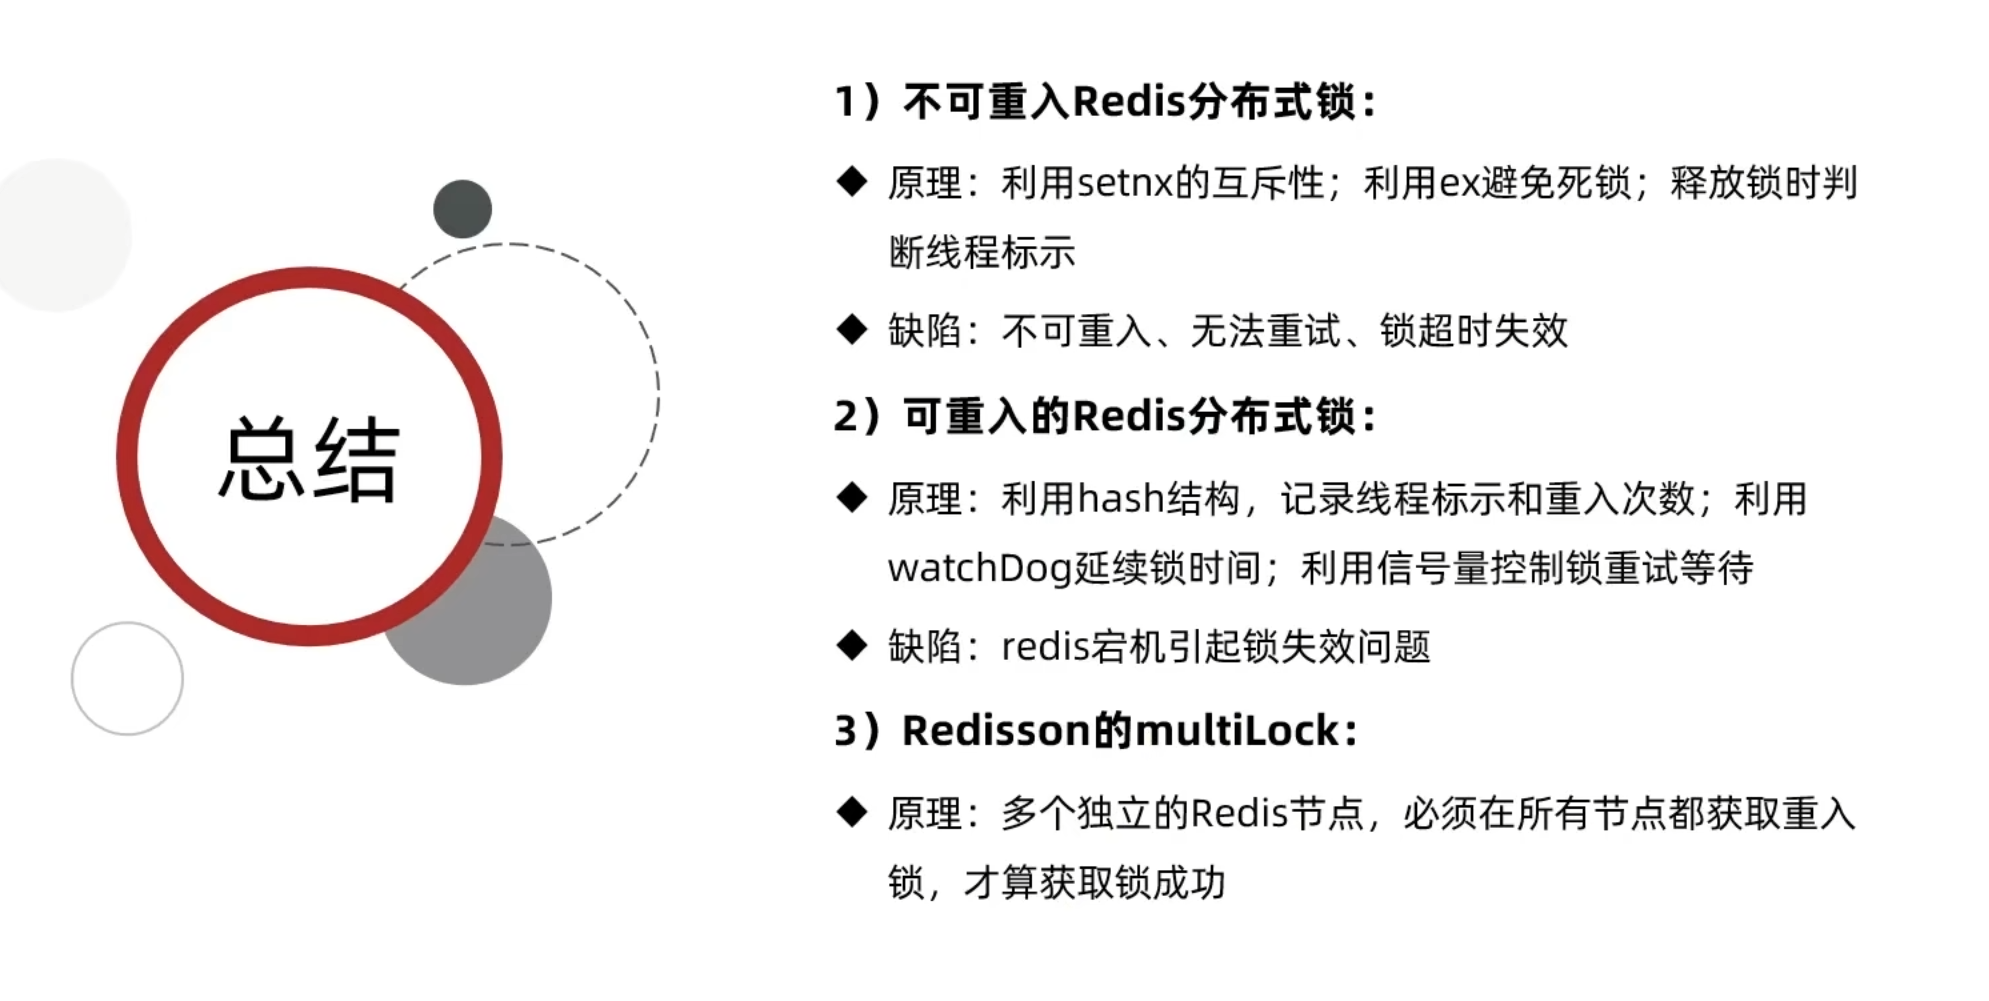 总结
1）不可重入Redis分布式锁：
◆ 原理：利用setnx的互斥性；利用ex避免死锁；释放锁时判
断线程标示
◆ 缺陷：不可重入、无法重试、锁超时失效
2）可重入的Redis分布式锁：
◆ 原理：利用hash结构，记录线程标示和重入次数；利用
watchDog延续锁时间；利用信号量控制锁重试等待
◆ 缺陷：redis宕机引起锁失效问题
3）Redisson的multiLock：
◆ 原理：多个独立的Redis节点，必须在所有节点都获取重入
锁，才算获取锁成功